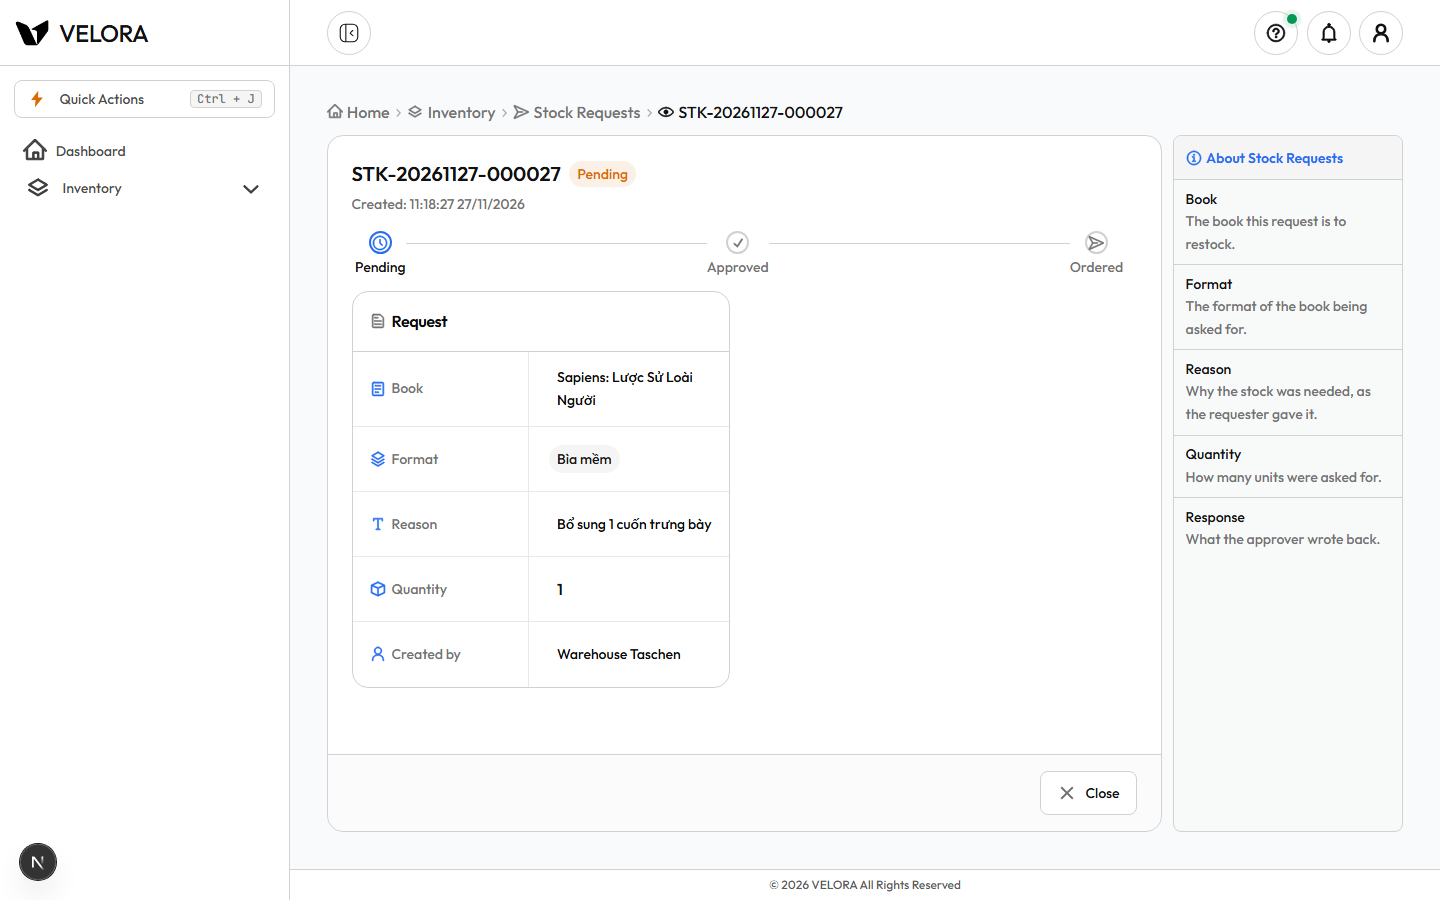 VELORA
Quick Actions
Ctrl + J
Dashboard
Inventory
Home
Inventory
Stock Requests
STK-20261127-000027
STK-20261127-000027
Pending
Created: 11:18:27 27/11/2026
Pending
Approved
Ordered
Request
Book
Sapiens: Lược Sử Loài
Người
Format
Bìa mềm
Reason
Bổ sung 1 cuốn trưng bày
Quantity
1
Created by
Warehouse Taschen
Close
About Stock Requests
Book
The book this request is to
restock.
Format
The format of the book being
asked for.
Reason
Why the stock was needed, as
the requester gave it.
Quantity
How many units were asked for.
Response
What the approver wrote back.
N
© 2026 VELORA All Rights Reserved